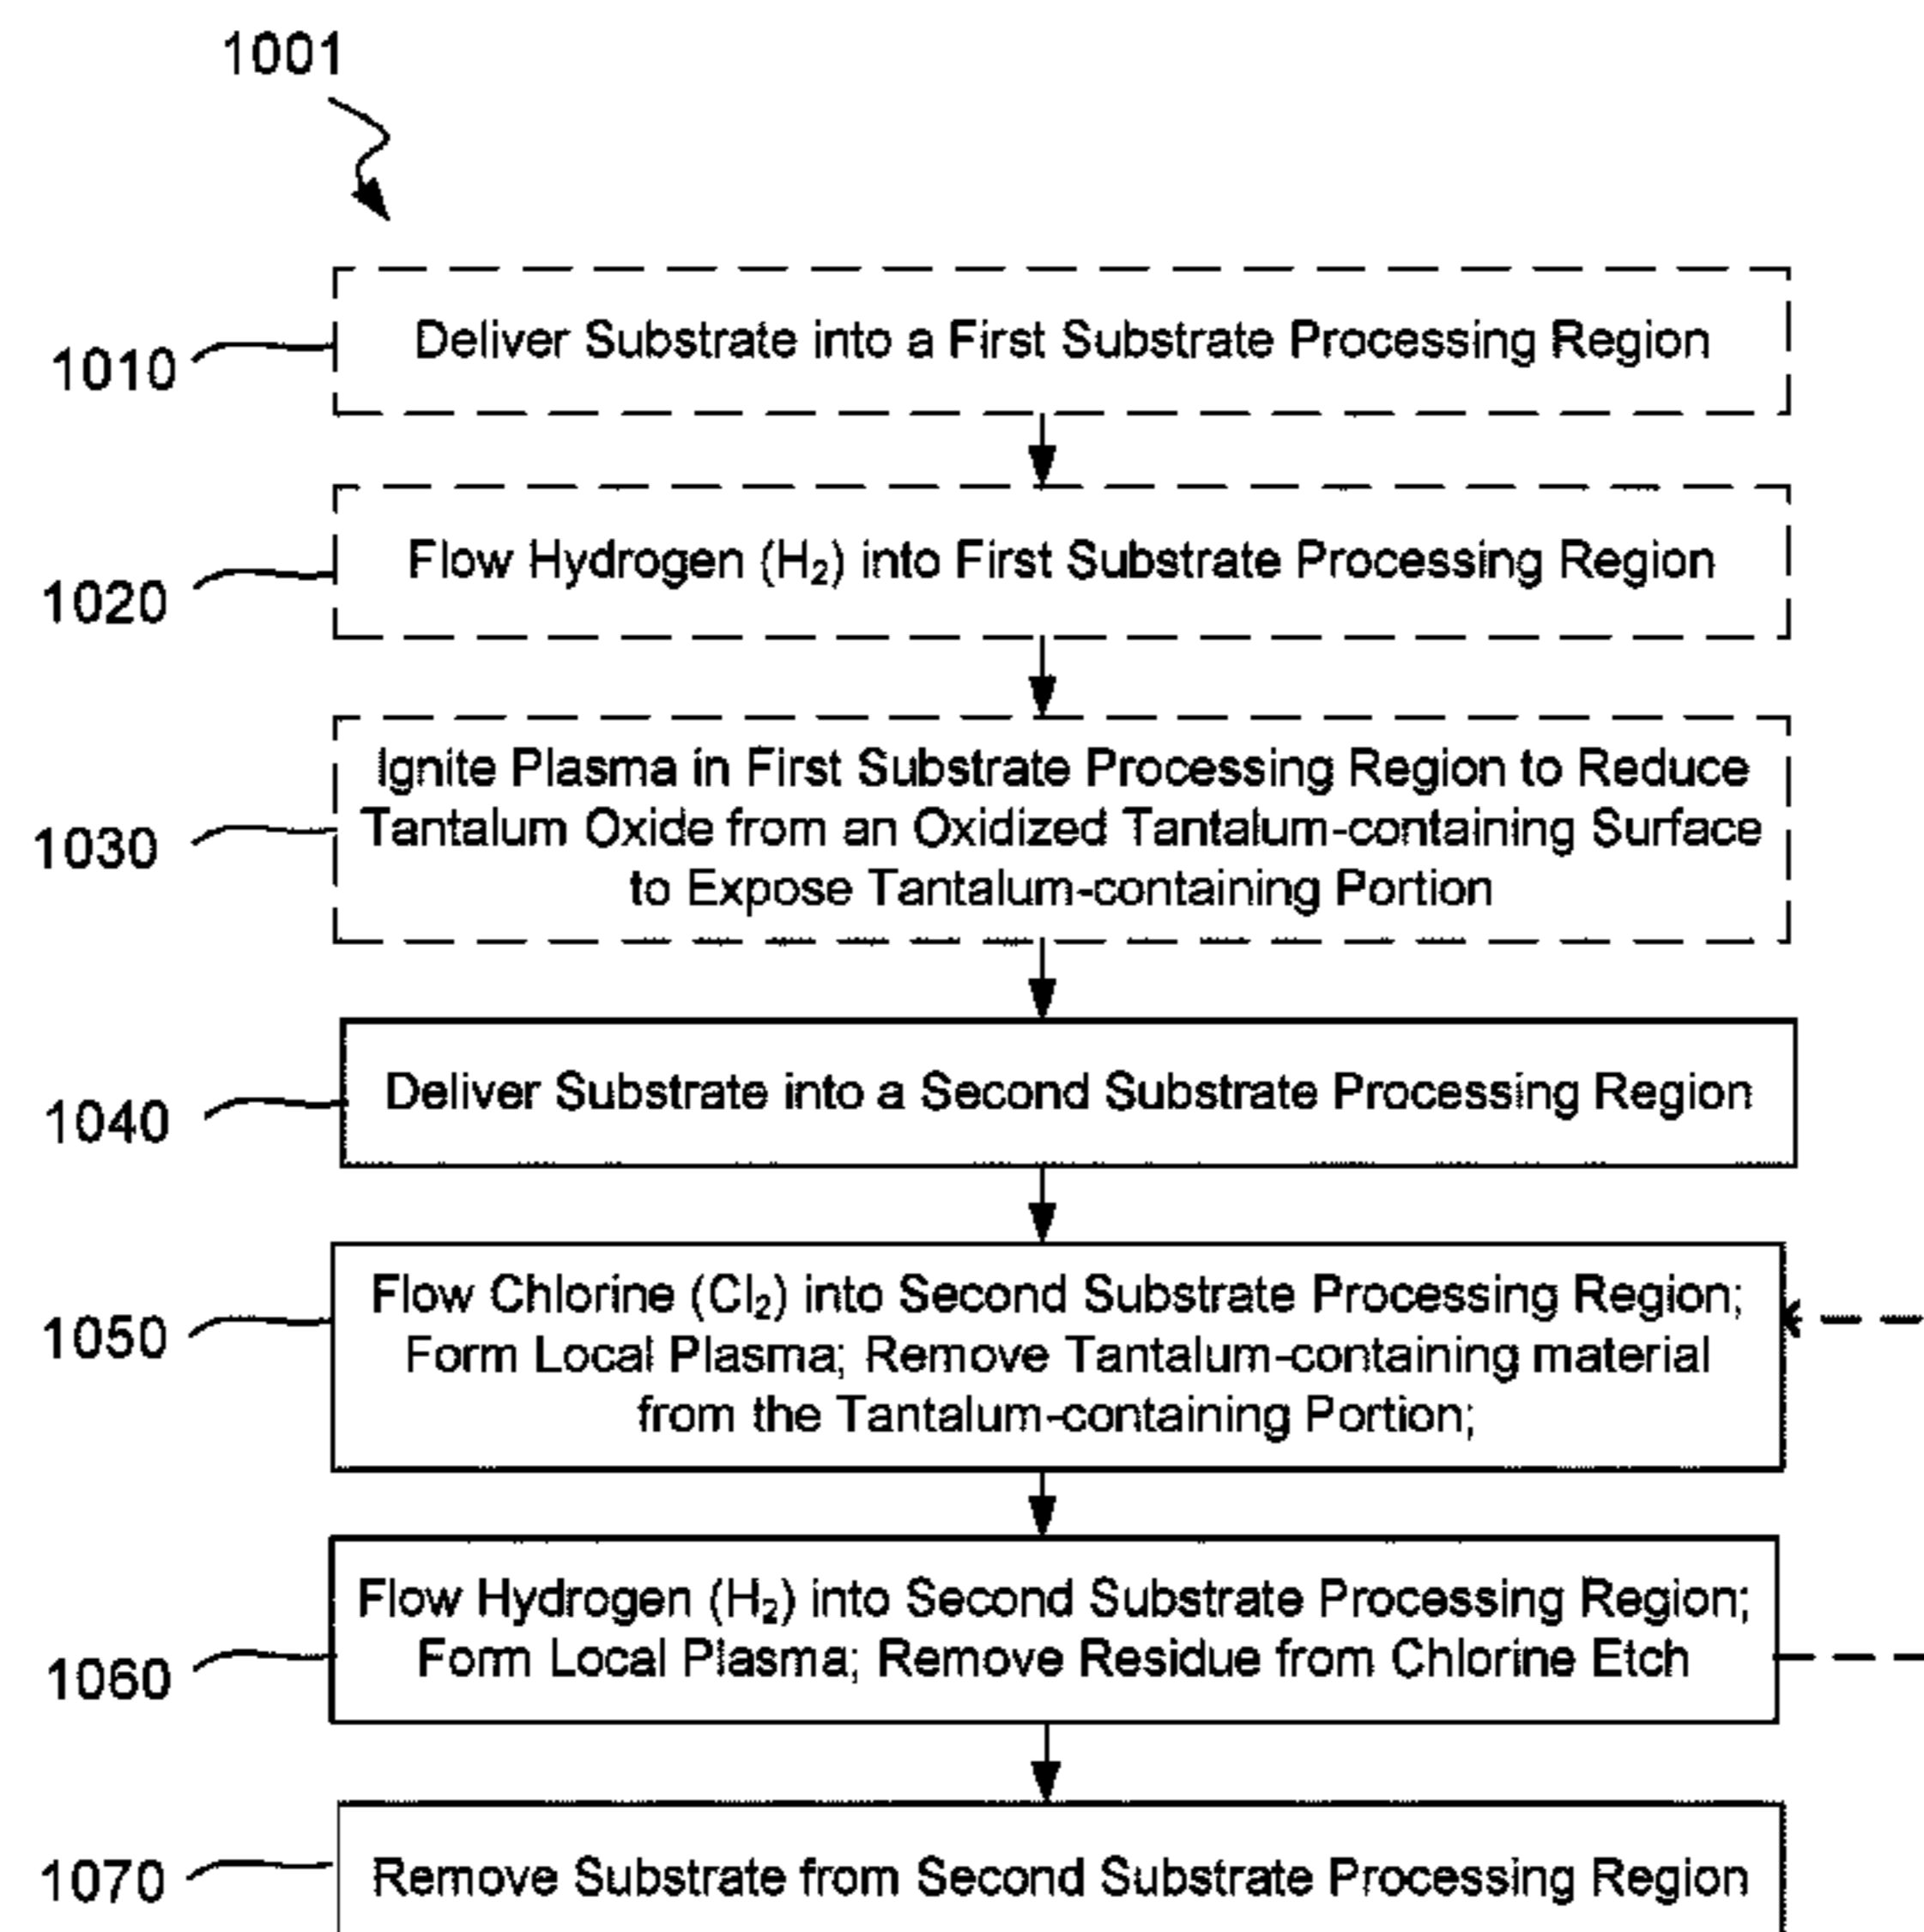 1001
1010
Deliver Substrate into a First Substrate Processing Region
1020
Flow Hydrogen (H₂) into First Substrate Processing Region
1030
Ignite Plasma in First Substrate Processing Region to Reduce
Tantalum Oxide from an Oxidized Tantalum-containing Surface
to Expose Tantalum-containing Portion
1040
Deliver Substrate into a Second Substrate Processing Region
1050
Flow Chlorine (Cl₂) into Second Substrate Processing Region;
Form Local Plasma; Remove Tantalum-containing material
from the Tantalum-containing Portion;
1060
Flow Hydrogen (H₂) into Second Substrate Processing Region;
Form Local Plasma; Remove Residue from Chlorine Etch
1070
Remove Substrate from Second Substrate Processing Region